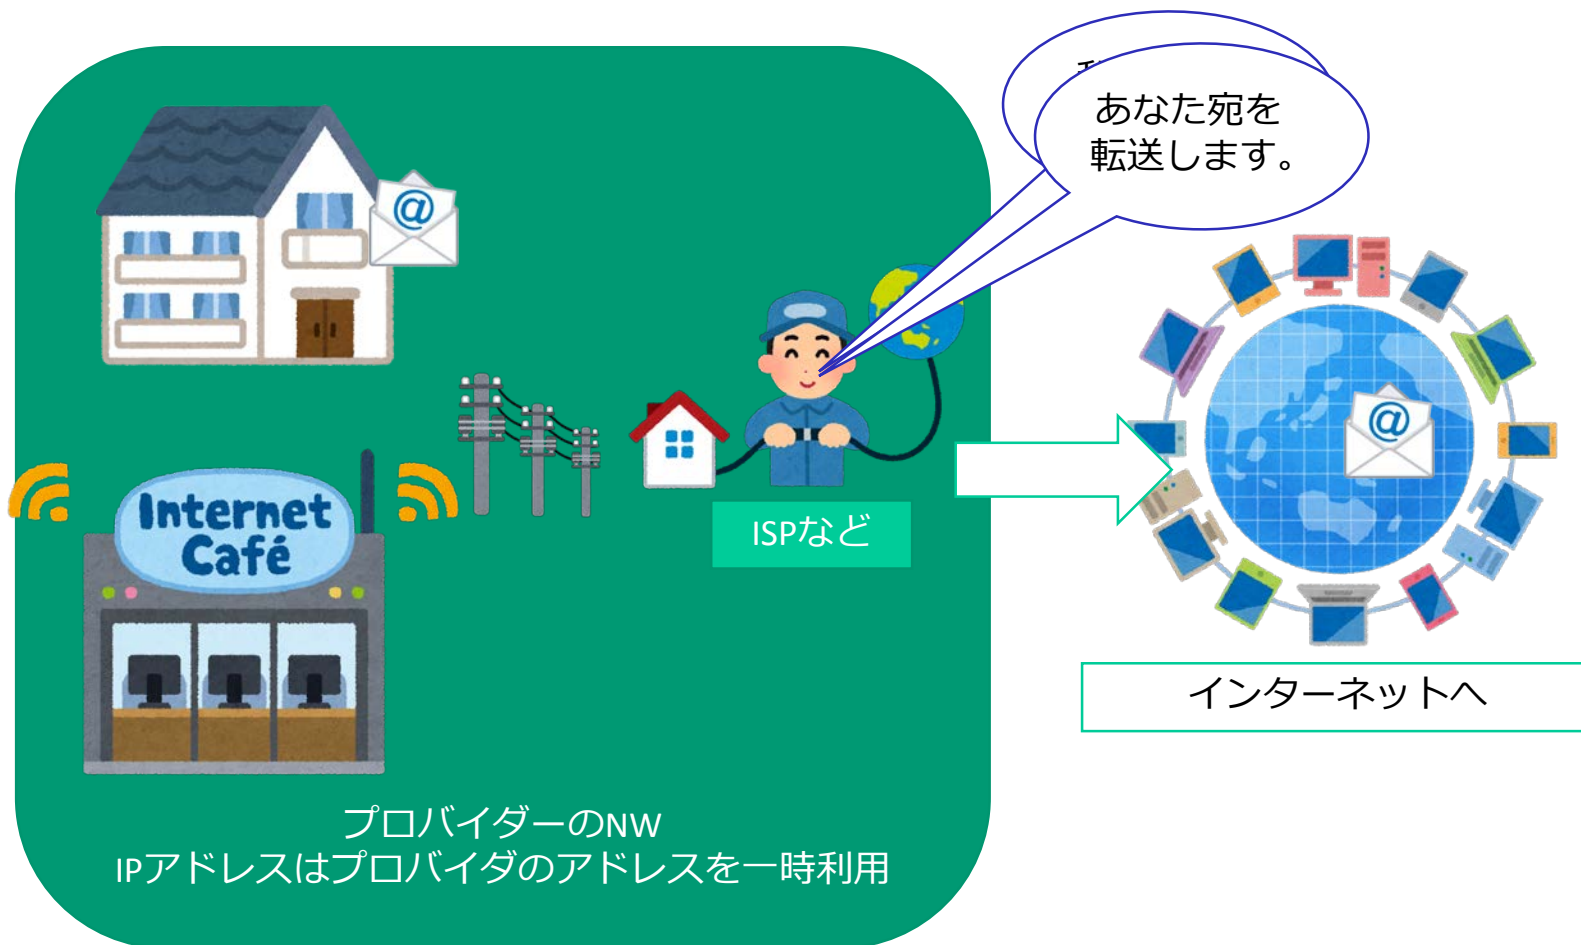 あなた宛を
転送します。
@
Internet
Café
ISPなど
@
インターネットへ
プロバイダーのNW
IPアドレスはプロバイダのアドレスを一時利用